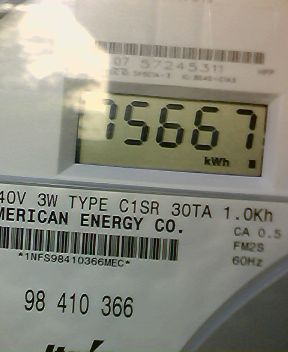 07 57245311
75667
kWh
40V 3W TYPE C1SR 30TA 1.0Kh
MERICAN ENERGY CO.
CA 0.5
FM2S
*1NFS98410366MEC*
60Hz
98 410 366